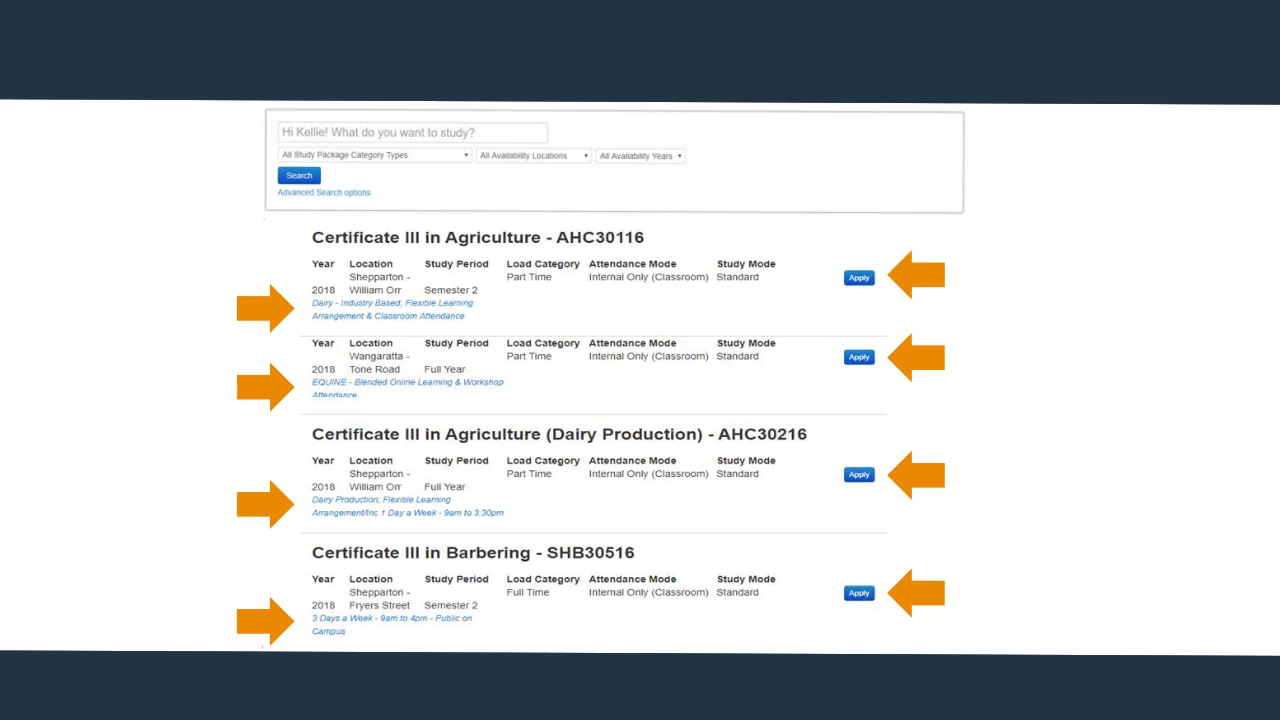 Hi Kellie! What do you want to study?
All Study Package Category Types All Availability Locations All Availability Years
Search
Advanced Search options
Certificate III in Agriculture - AHC30116
Year Location Study Period Load Category Attendance Mode Study Mode
Shepparton - Part Time Internal Only (Classroom) Standard Apply
2018 William Orr Semester 2
Dairy - Industry Based; Flexible Learning
Arrangement & Classroom Attendance
Year Location Study Period Load Category Attendance Mode Study Mode
Wangaratta - Part Time Internal Only (Classroom) Standard Apply
2018 Tone Road Full Year
EQUINE - Blended Online Learning & Workshop
Attendance
Certificate III in Agriculture (Dairy Production) - AHC30216
Year Location Study Period Load Category Attendance Mode Study Mode
Shepparton - Part Time Internal Only (Classroom) Standard Apply
2018 William Orr Full Year
Dairy Production; Flexible Learning
Arrangement/Inc 1 Day a Week - 9am to 3.30pm
Certificate III in Barbering - SHB30516
Year Location Study Period Load Category Attendance Mode Study Mode
Shepparton - Full Time Internal Only (Classroom) Standard Apply
2018 Fryers Street Semester 2
3 Days a Week - 9am to 4pm - Public on
Campus